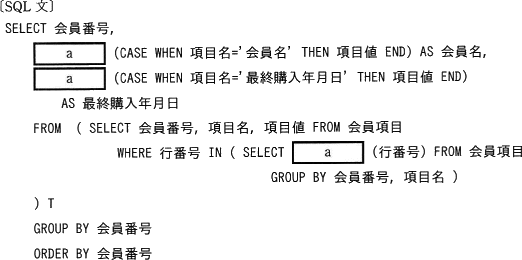 〔SQL 文〕
SELECT 会員番号,
a (CASE WHEN 項目名='会員名' THEN 項目値 END) AS 会員名,
a (CASE WHEN 項目名='最終購入年月日' THEN 項目値 END)
AS 最終購入年月日
FROM ( SELECT 会員番号, 項目名, 項目値 FROM 会員項目
WHERE 行番号 IN ( SELECT a (行番号) FROM 会員項目
GROUP BY 会員番号, 項目名 )
) T
GROUP BY 会員番号
ORDER BY 会員番号